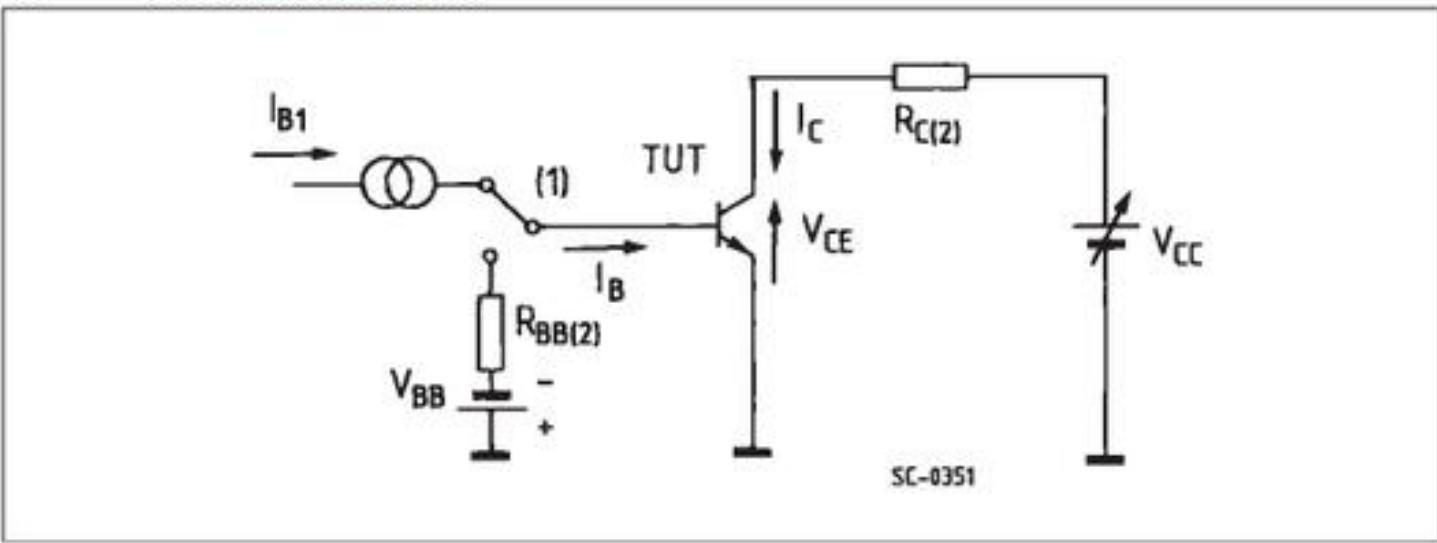 I_B1
(1)
TUT
I_C
R_C(2)
I_B
V_CE
V_CC
R_BB(2)
V_BB
-
+
SC-0351